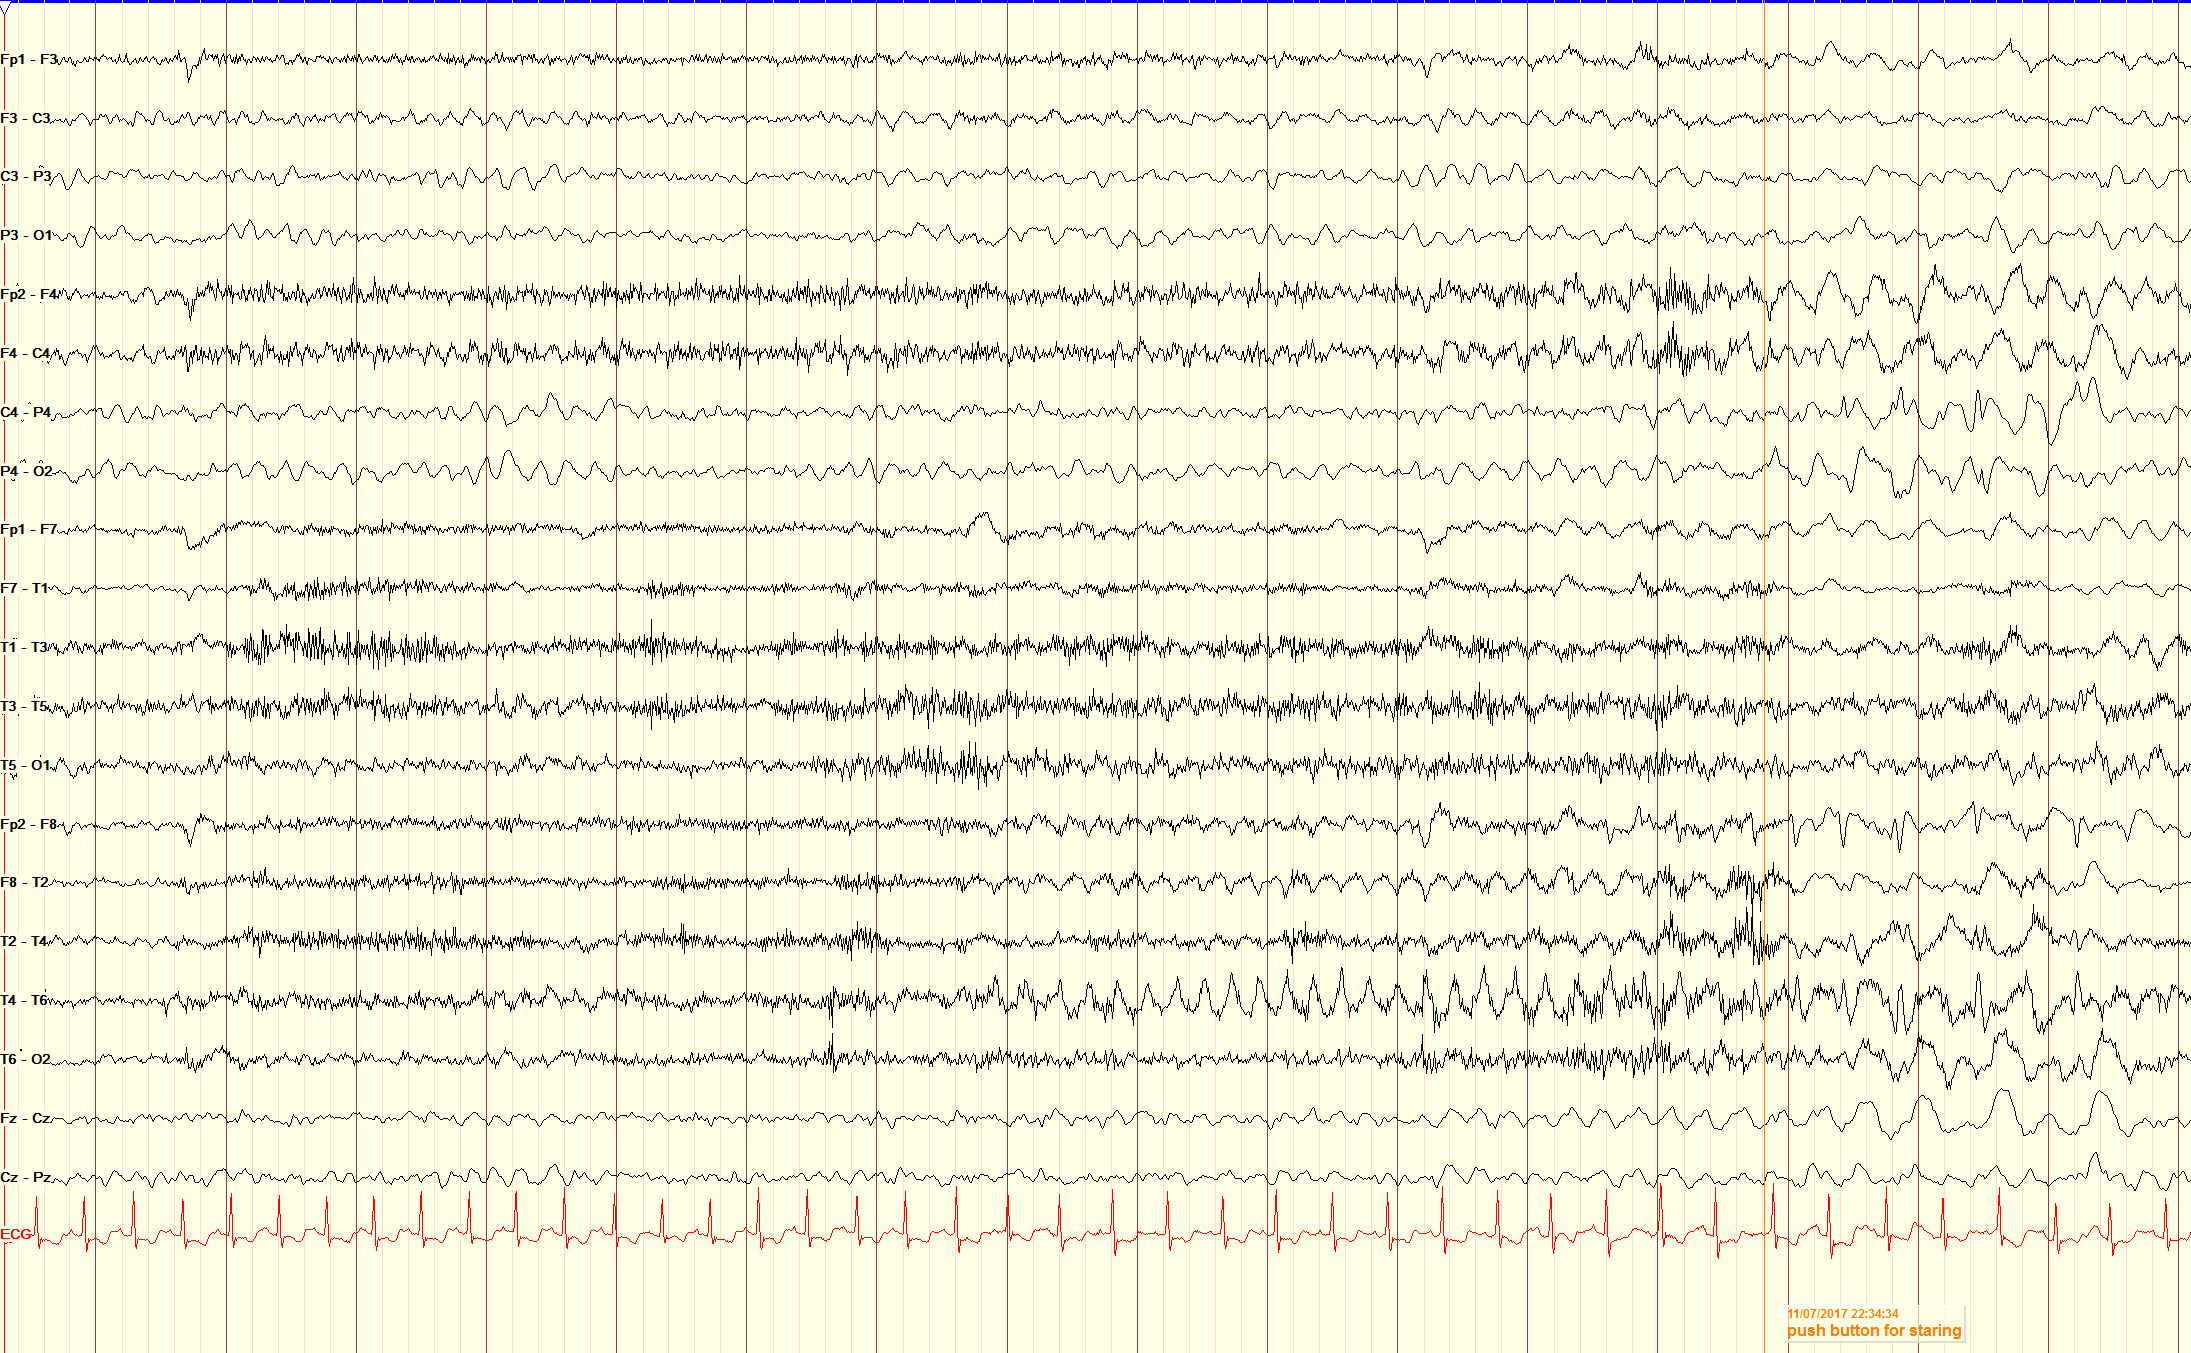 Fp1 - F3
F3 - C3
C3 - P3
P3 - O1
Fp2 - F4
F4 - C4
C4 - P4
P4 - O2
Fp1 - F7
F7 - T1
T1 - T3
T3 - T5
T5 - O1
Fp2 - F8
F8 - T2
T2 - T4
T4 - T6
T6 - O2
Fz - Cz
Cz - Pz
ECG
11/07/2017 22:34:34
push button for staring